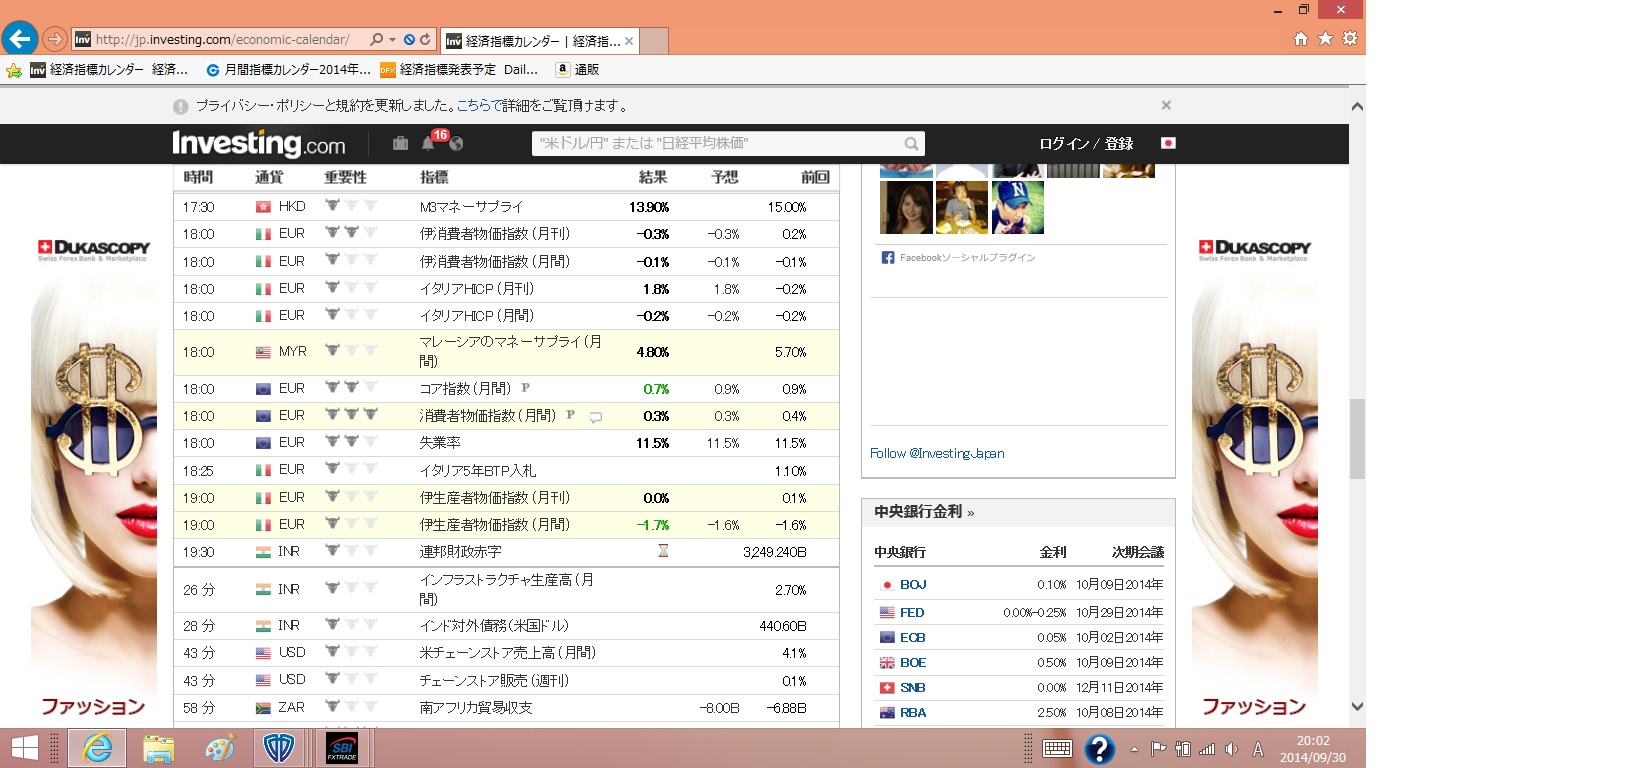 http://jp.investing.com/economic-calendar/
経済指標カレンダー | 経済指...
経済指標カレンダー 経済...
月間指標カレンダー2014年...
DFX 経済指標発表予定 Dail...
通販
プライバシー・ポリシーと規約を更新しました。こちらで詳細をご覧頂けます。
Investing.com
16
"米ドル/円" または "日経平均株価"
ログイン / 登録
時間 通貨 重要性 指標 結果 予想 前回
17:30 HKD M3マネーサプライ 13.90% 15.00%
18:00 EUR 伊消費者物価指数 (月刊) -0.3% -0.3% 0.2%
18:00 EUR 伊消費者物価指数 (月間) -0.1% -0.1% -0.1%
18:00 EUR イタリアHICP (月刊) 1.8% 1.8% -0.2%
18:00 EUR イタリアHICP (月間) -0.2% -0.2% -0.2%
18:00 MYR マレーシアのマネーサプライ (月間) 4.80% 5.70%
18:00 EUR コア指数 (月間) P 0.7% 0.9% 0.9%
18:00 EUR 消費者物価指数 (月間) P 0.3% 0.3% 0.4%
18:00 EUR 失業率 11.5% 11.5% 11.5%
18:25 EUR イタリア5年BTP入札 1.10%
19:00 EUR 伊生産者物価指数 (月刊) 0.0% 0.1%
19:00 EUR 伊生産者物価指数 (月間) -1.7% -1.6% -1.6%
19:30 INR 連邦財政赤字 3,249.240B
26 分 INR インフラストラクチャ生産高 (月間) 2.70%
28 分 INR インド対外債務 (米国ドル) 440.60B
43 分 USD 米チェーンストア売上高 (月間) 4.1%
43 分 USD チェーンストア販売 (週刊) 0.1%
58 分 ZAR 南アフリカ貿易収支 -8.00B -6.88B
Facebookソーシャルプラグイン
Follow @InvestingJapan
中央銀行金利 »
中央銀行 金利 次期会議
BOJ 0.10% 10月09日2014年
FED 0.00%-0.25% 10月29日2014年
ECB 0.05% 10月02日2014年
BOE 0.50% 10月09日2014年
SNB 0.00% 12月11日2014年
RBA 2.50% 10月08日2014年
DUKASCOPY
Swiss Forex Bank & Marketplace
ファッション
DUKASCOPY
Swiss Forex Bank & Marketplace
ファッション
SBI
FXTRADE
A
20:02
2014/09/30